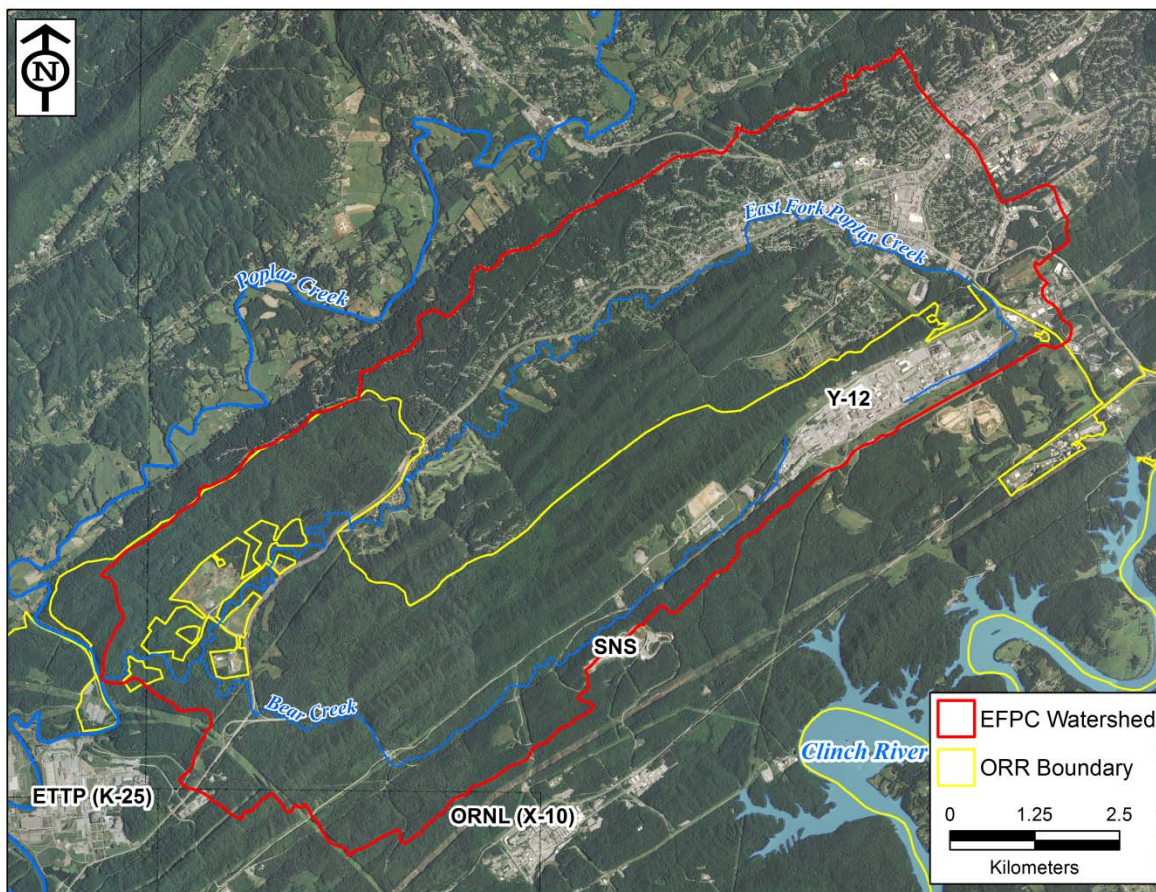 N
East Fork Poplar Creek
Poplar Creek
Y-12
SNS
Bear Creek
EFPC Watershed
Clinch River
ORR Boundary
ETTP (K-25)
ORNL (X-10)
0 1.25 2.5
Kilometers